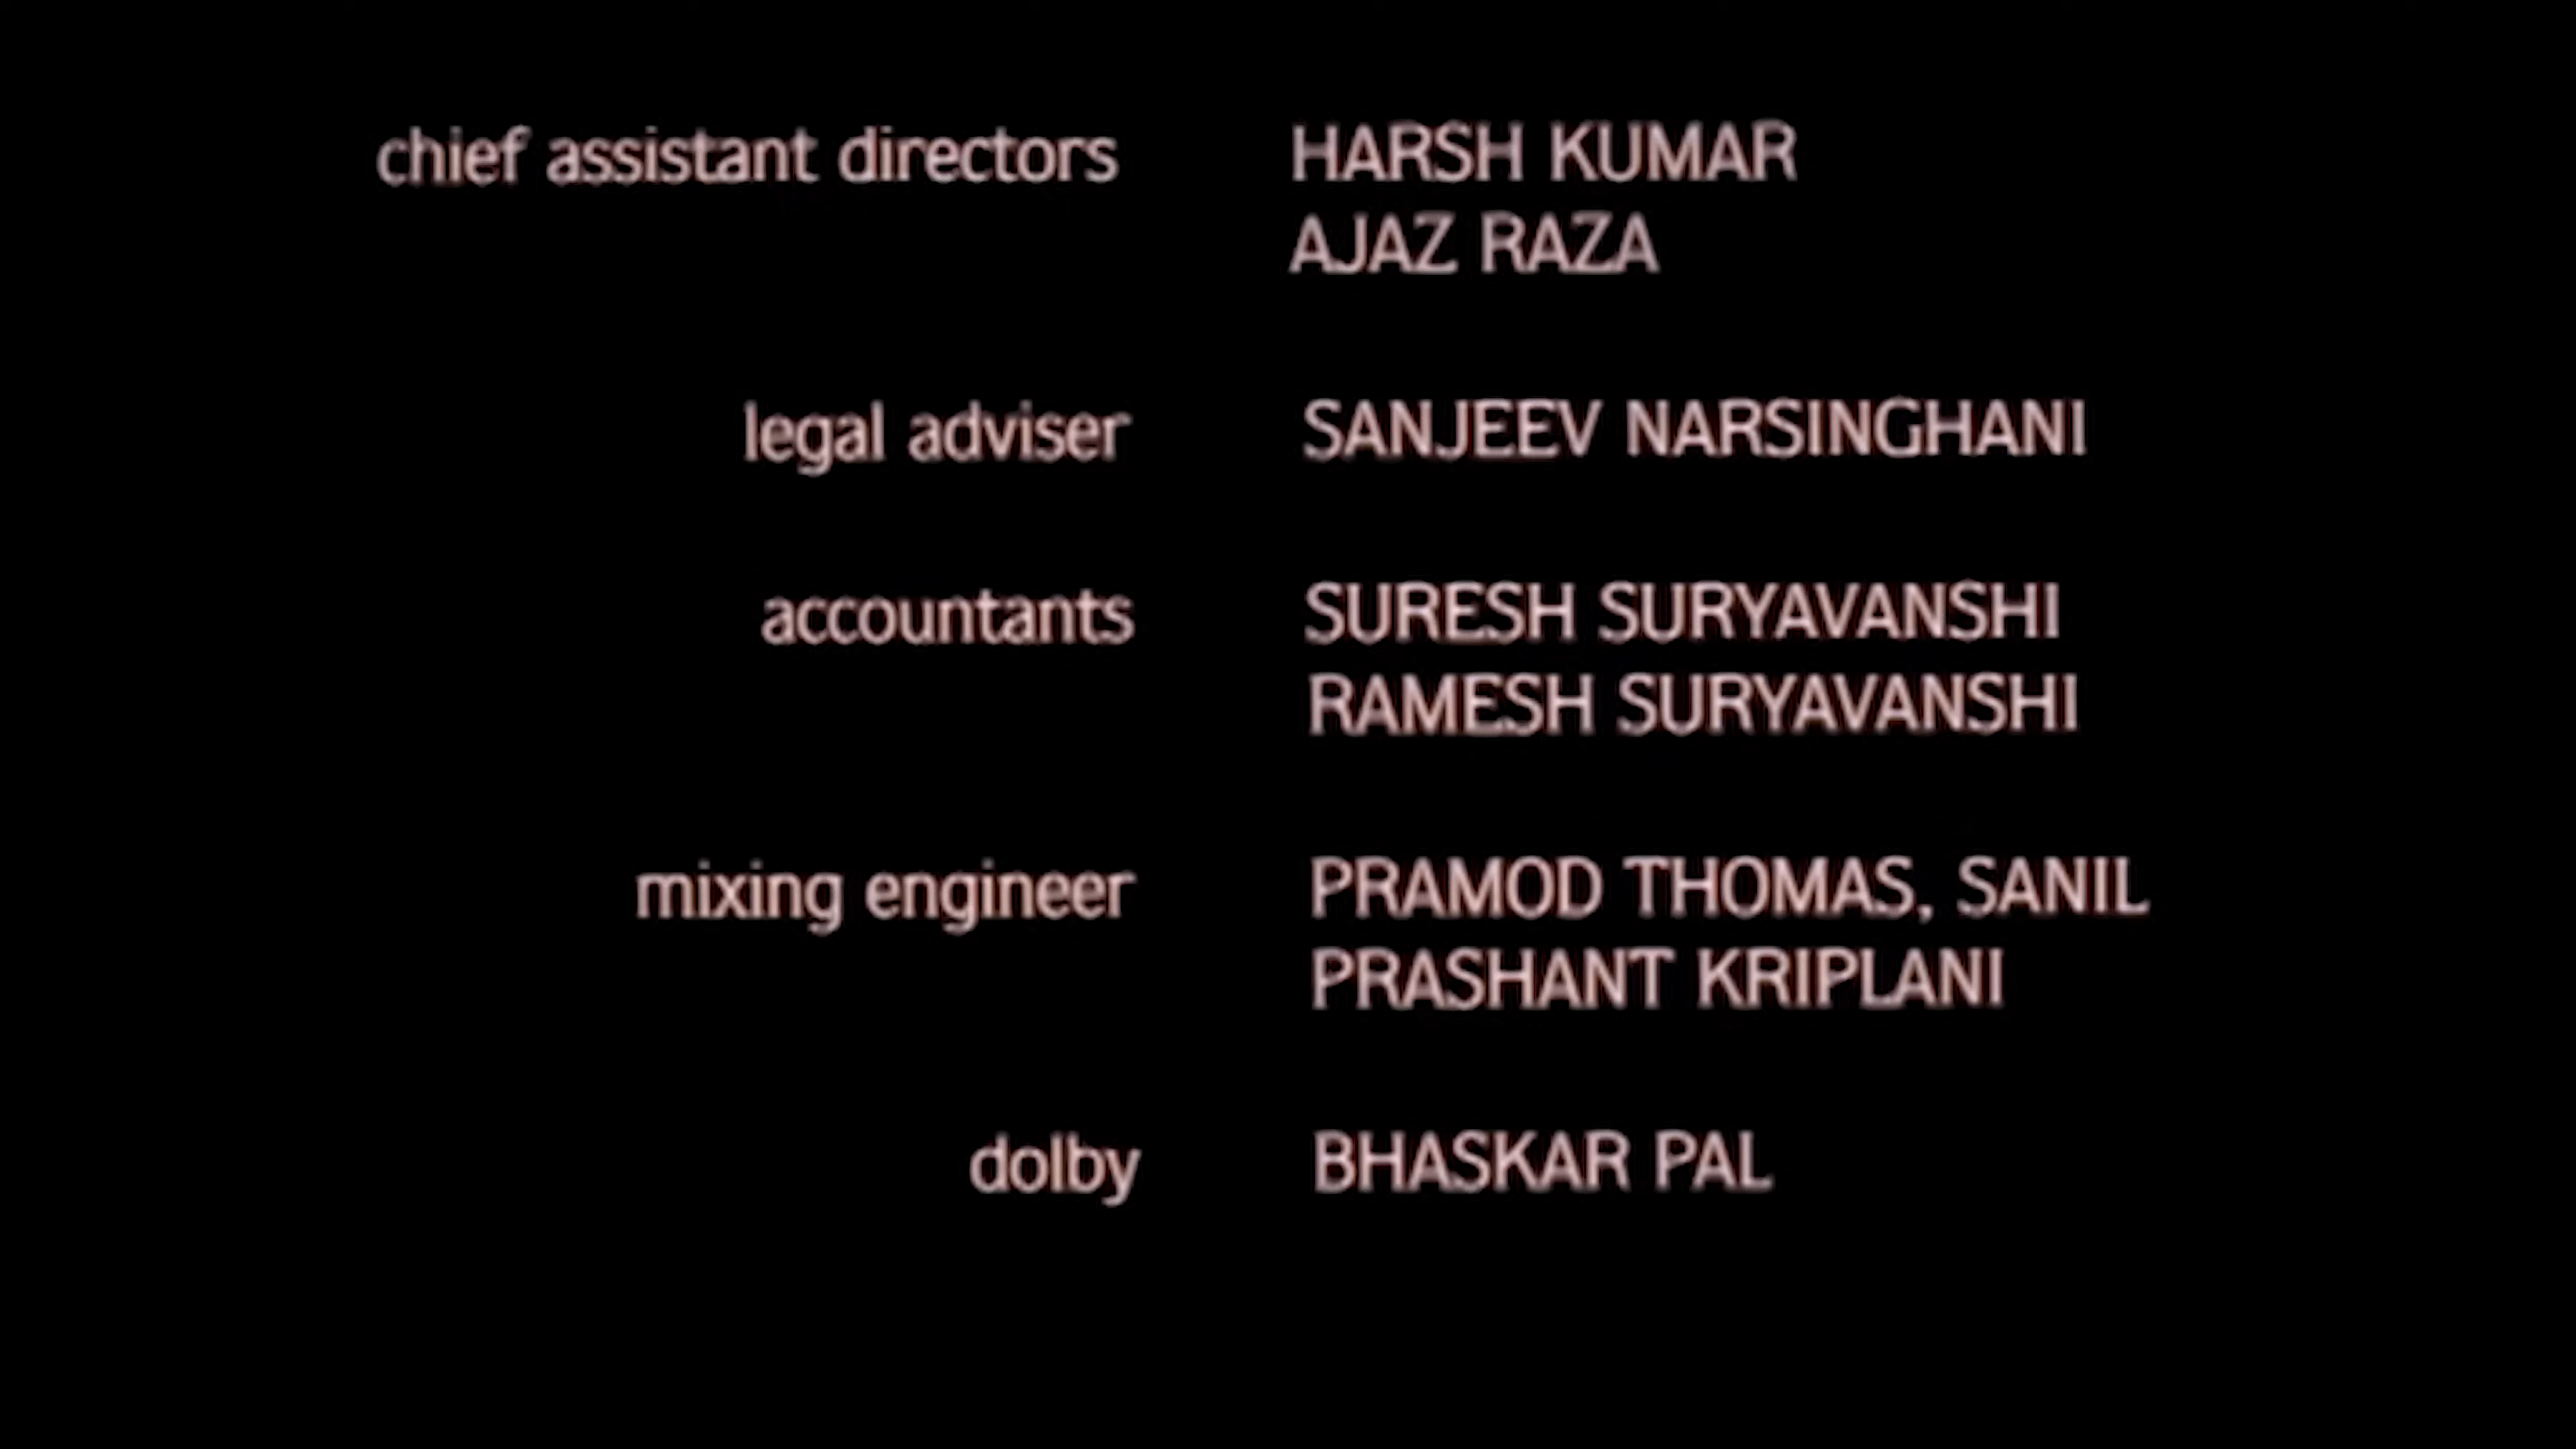 chief assistant directors HARSH KUMAR
AJAZ RAZA
legal adviser SANJEEV NARSINGHANI
accountants SURESH SURYAVANSHI
RAMESH SURYAVANSHI
mixing engineer PRAMOD THOMAS, SANIL
PRASHANT KRIPLANI
dolby BHASKAR PAL